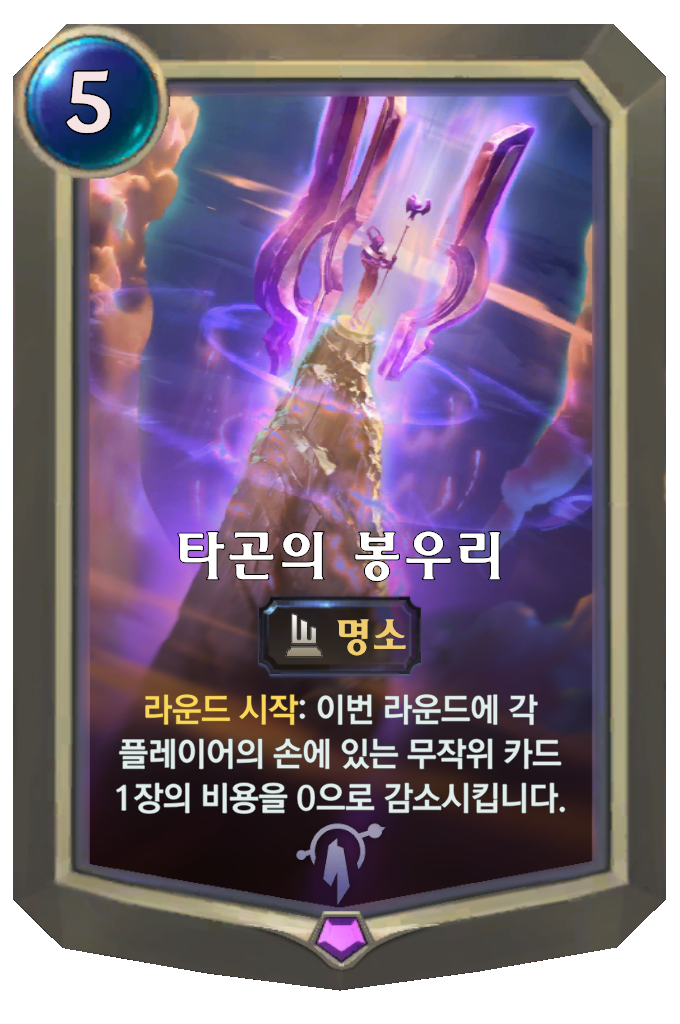 5
타곤의 봉우리
명소
라운드 시작: 이번 라운드에 각
플레이어의 손에 있는 무작위 카드
1장의 비용을 0으로 감소시킵니다.